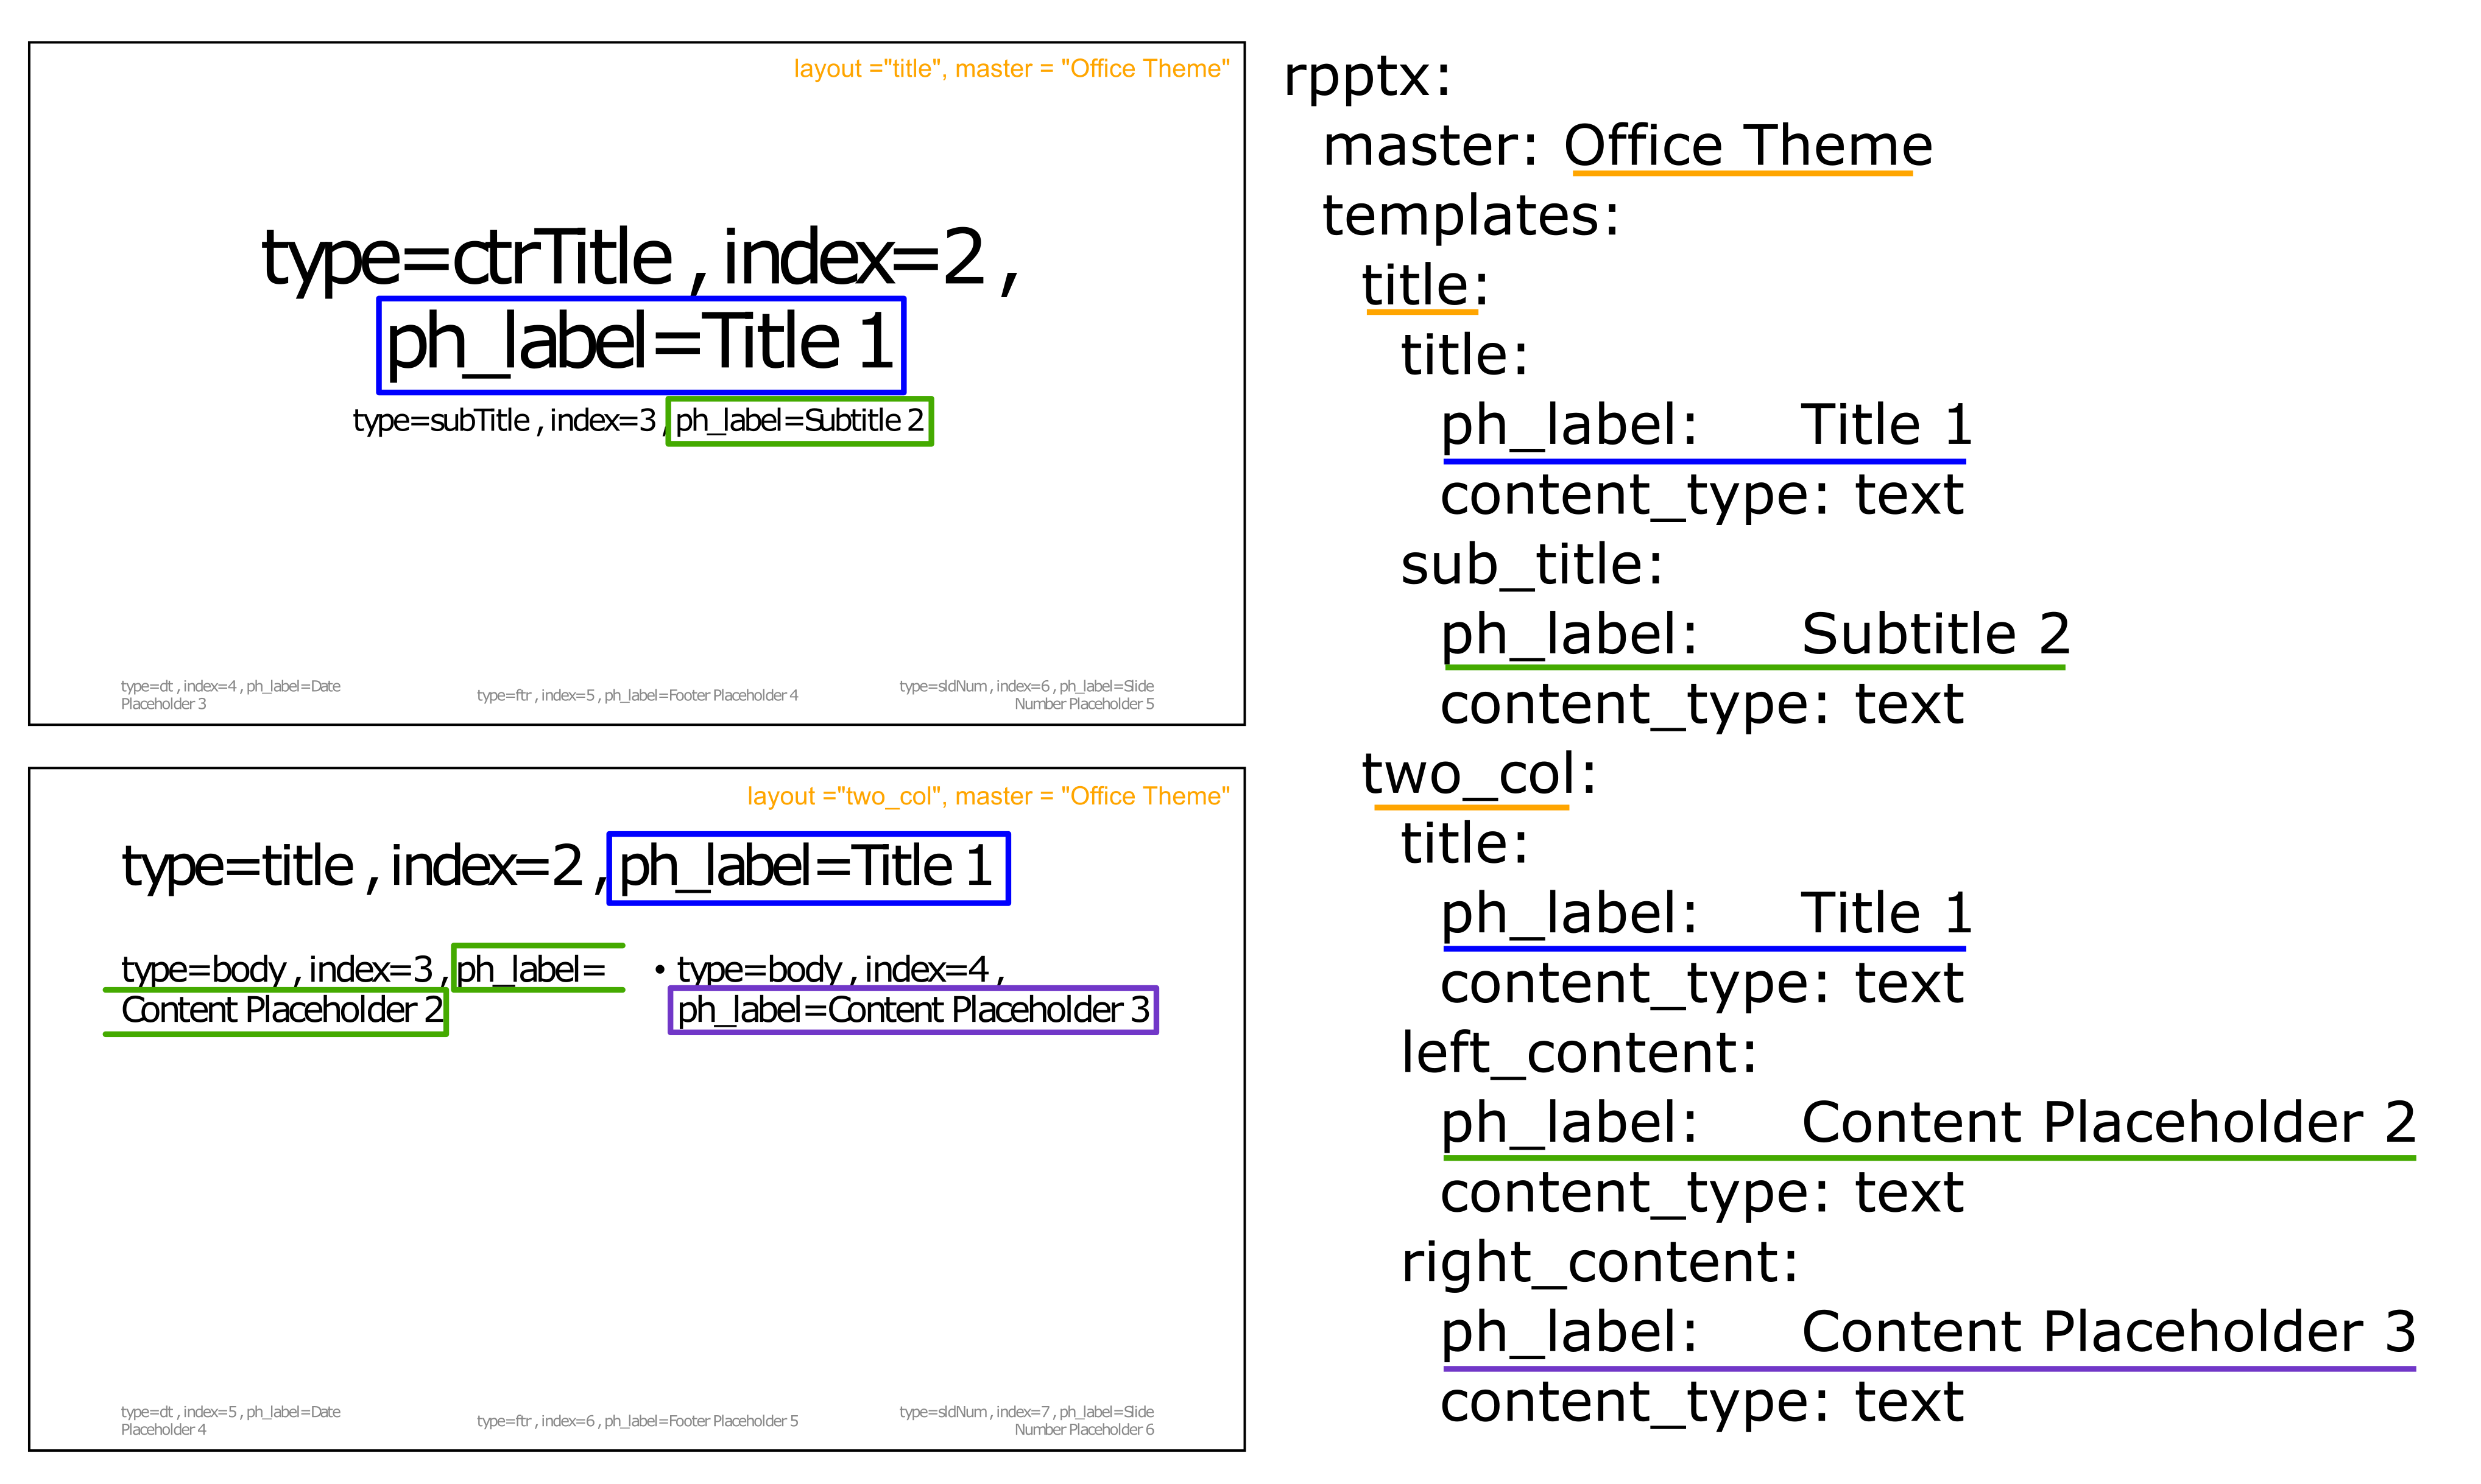 layout ="title", master = "Office Theme"
type=ctrTitle , index=2 ,
ph_label=Title 1
type=subTitle , index=3 , ph_label=Subtitle 2
type=dt , index=4 , ph_label=Date
Placeholder 3
type=ftr , index=5 , ph_label=Footer Placeholder 4
type=sldNum , index=6 , ph_label=Slide
Number Placeholder 5
layout ="two_col", master = "Office Theme"
type=title , index=2 , ph_label=Title 1
type=body , index=3 , ph_label=
Content Placeholder 2
• type=body , index=4 ,
ph_label=Content Placeholder 3
type=dt , index=5 , ph_label=Date
Placeholder 4
type=ftr , index=6 , ph_label=Footer Placeholder 5
type=sldNum , index=7 , ph_label=Slide
Number Placeholder 6
rpptx:
master: Office Theme
templates:
title:
title:
ph_label: Title 1
content_type: text
sub_title:
ph_label: Subtitle 2
content_type: text
two_col:
title:
ph_label: Title 1
content_type: text
left_content:
ph_label: Content Placeholder 2
content_type: text
right_content:
ph_label: Content Placeholder 3
content_type: text